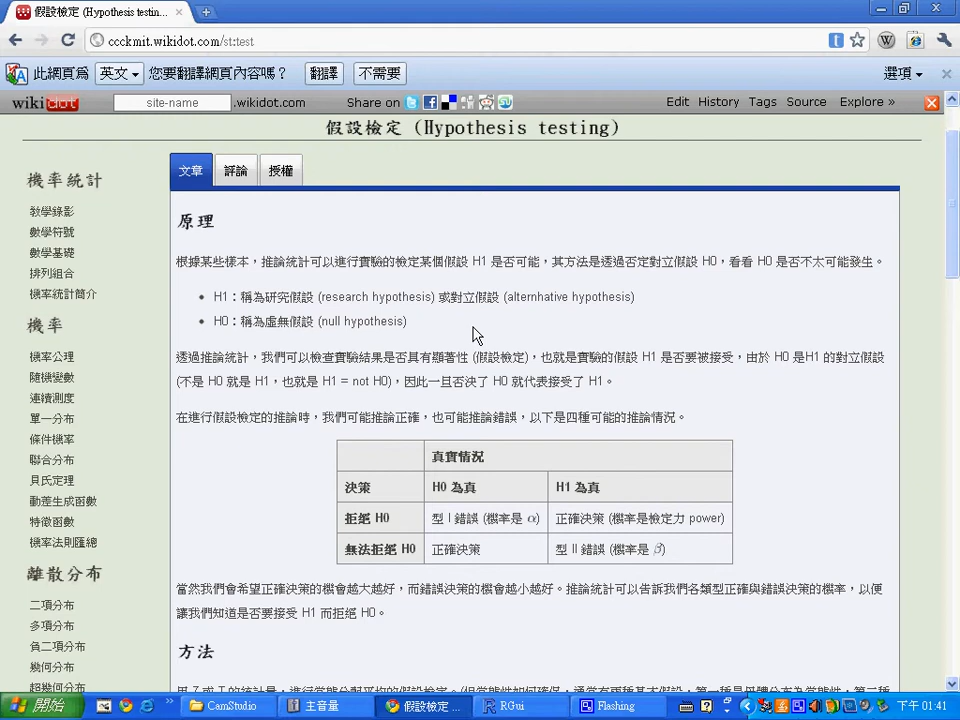 假設檢定 (Hypothesis testin...
ccckmit.wikidot.com/st:test
此網頁為 英文 您要翻譯網頁內容嗎？ 翻譯 不需要 選項
wikidot site-name .wikidot.com Share on Edit History Tags Source Explore »
假設檢定 (Hypothesis testing)
文章 評論 授權
機率統計
教學錄影
數學符號
數學基礎
排列組合
機率統計簡介
機率
機率公理
隨機變數
連續測度
單一分布
條件機率
聯合分布
貝氏定理
動差生成函數
特徵函數
機率法則匯總
離散分布
二項分布
多項分布
負二項分布
幾何分布
超幾何分布
原理
根據某些樣本，推論統計可以進行實驗的檢定某個假設 H1 是否可能，其方法是透過否定對立假設 H0，看看 H0 是否不太可能發生。
• H1：稱為研究假設 (research hypothesis) 或對立假設 (alternhative hypothesis)
• H0：稱為虛無假設 (null hypothesis)
透過推論統計，我們可以檢查實驗結果是否具有顯著性 (假設檢定)，也就是實驗的假設 H1 是否要被接受，由於 H0 是H1 的對立假設
(不是 H0 就是 H1，也就是 H1 = not H0)，因此一旦否決了 H0 就代表接受了 H1。
在進行假設檢定的推論時，我們可能推論正確，也可能推論錯誤，以下是四種可能的推論情況。
真實情況
決策 H0 為真 H1 為真
拒絕 H0 型 I 錯誤 (機率是 α) 正確決策 (機率是檢定力 power)
無法拒絕 H0 正確決策 型 II 錯誤 (機率是 β)
當然我們會希望正確決策的機會越大越好，而錯誤決策的機會越小越好。推論統計可以告訴我們各類型正確與錯誤決策的機率，以便
讓我們知道是否要接受 H1 而拒絕 H0。
方法
開始 CamStudio 主音量 假設檢定 ... RGui Flashing 下午 01:41